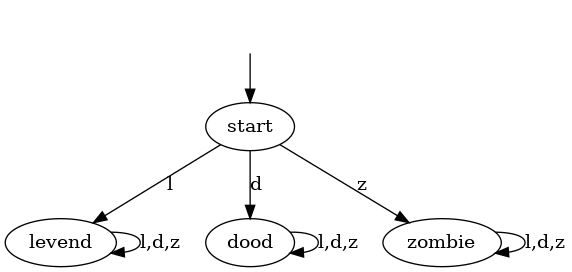 start
l
d
z
levend
l,d,z
dood
l,d,z
zombie
l,d,z